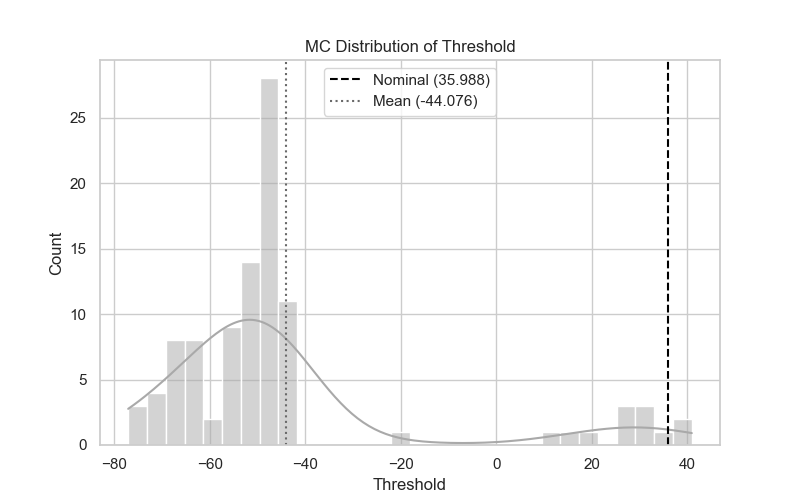 MC Distribution of Threshold
Nominal (35.988)
Mean (-44.076)
Count
25
20
15
10
5
0
−80
−60
−40
−20
0
20
40
Threshold